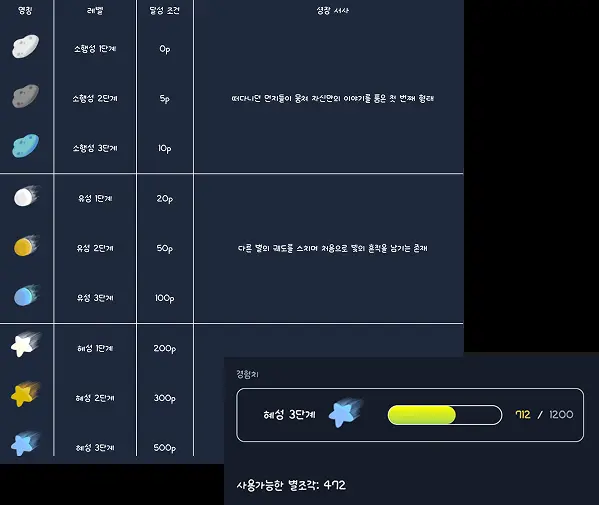 명칭 레벨 달성 조건 성장 서사
소행성 1단계 0p
소행성 2단계 5p 떠다니던 먼지들이 뭉쳐 자신만의 이야기를 품은 첫 번째 형태
소행성 3단계 10p
유성 1단계 20p
유성 2단계 50p 다른 별의 궤도를 스치며 처음으로 빛의 흔적을 남기는 존재
유성 3단계 100p
혜성 1단계 200p
혜성 2단계 300p
혜성 3단계 500p
경험치
혜성 3단계 712 / 1200
사용가능한 별조각: 472